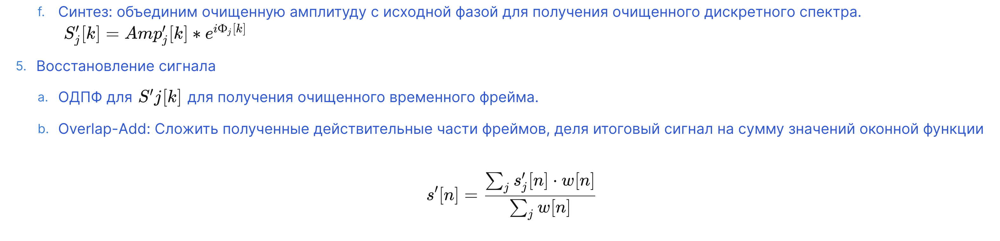 f. Синтез: объединим очищенную амплитуду с исходной фазой для получения очищенного дискретного спектра.
$S'_j[k] = Amp'_j[k] * e^{i\Phi_j[k]}$
5. Восстановление сигнала
a. ОДПФ для $S'j[k]$ для получения очищенного временного фрейма.
b. Overlap-Add: Сложить полученные действительные части фреймов, деля итоговый сигнал на сумму значений оконной функции
$s'[n] = \frac{\sum_j s'_j[n] \cdot w[n]}{\sum_j w[n]}$